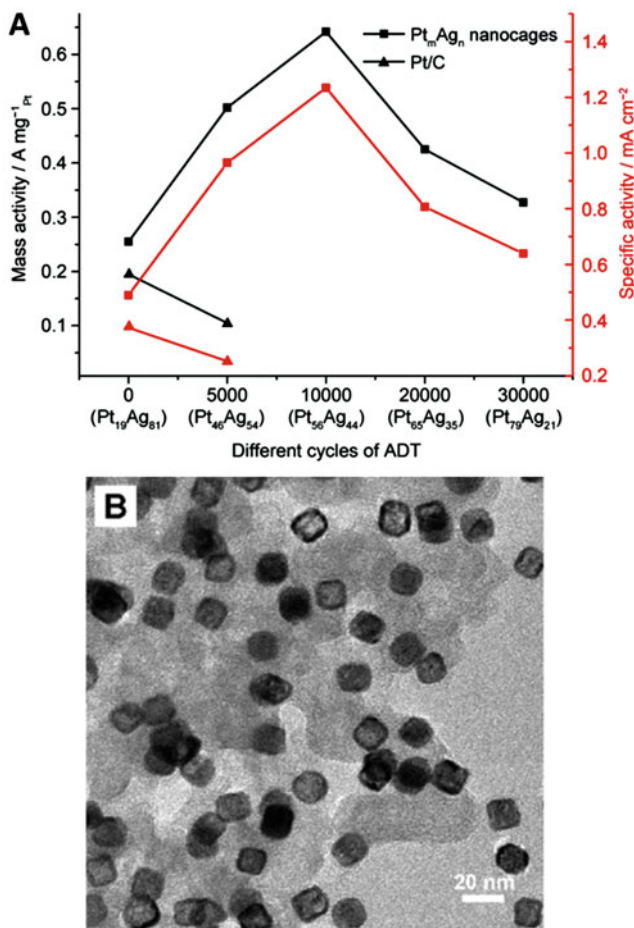 A
Pt_mAg_n nanocages
Pt/C
Mass activity / A mg⁻¹_Pt
0.6
0.5
0.4
0.3
0.2
0.1
Specific activity / mA cm⁻²
1.4
1.2
1.0
0.8
0.6
0.4
0.2
0 5000 10000 20000 30000
(Pt₁₉Ag₈₁) (Pt₄₆Ag₅₄) (Pt₅₆Ag₄₄) (Pt₆₅Ag₃₅) (Pt₇₉Ag₂₁)
Different cycles of ADT
B
20 nm